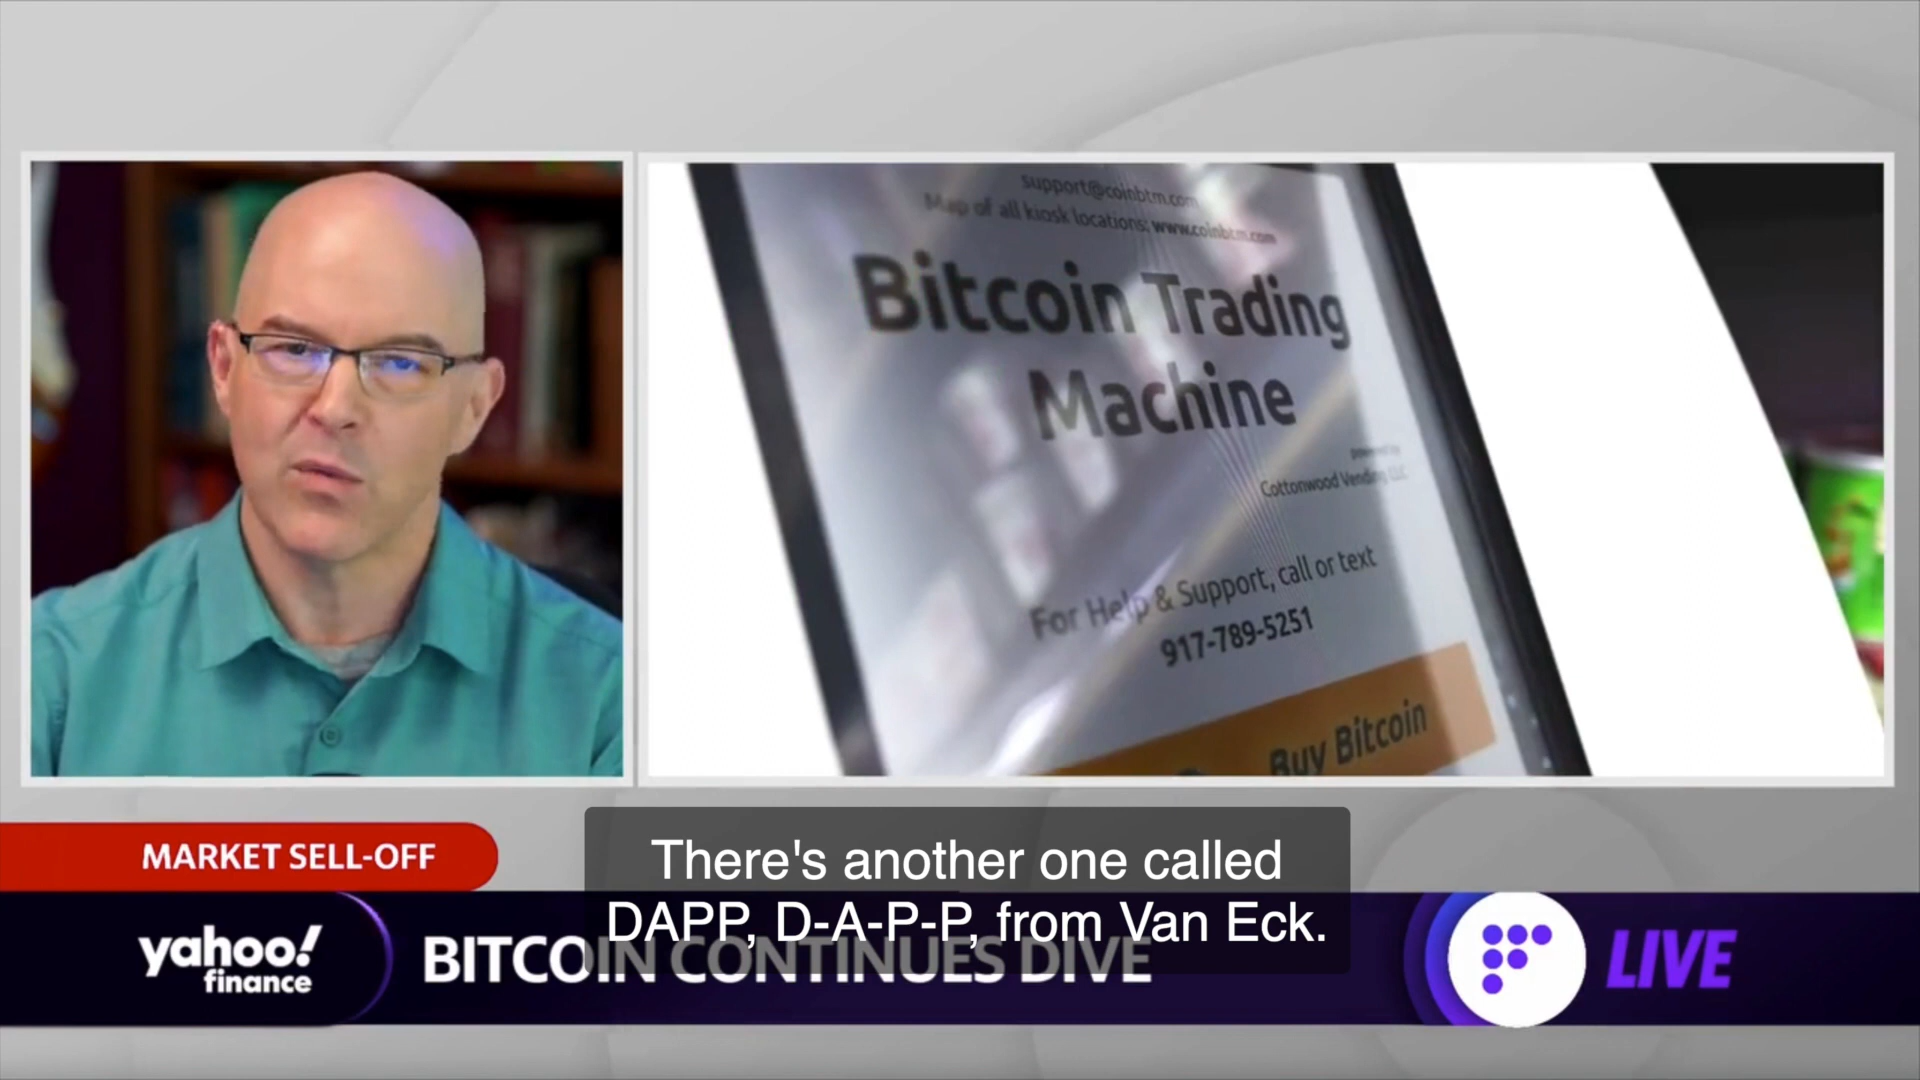 support@coinbtm.com
Map of all kiosk locations: www.coinbtm.com
Bitcoin Trading
Machine
powered by
Cottonwood Vending LLC
For Help & Support, call or text
917-789-5251
Buy Bitcoin
MARKET SELL-OFF
There's another one called
DAPP, D-A-P-P, from Van Eck.
yahoo!
finance
BITCOIN CONTINUES DIVE
LIVE